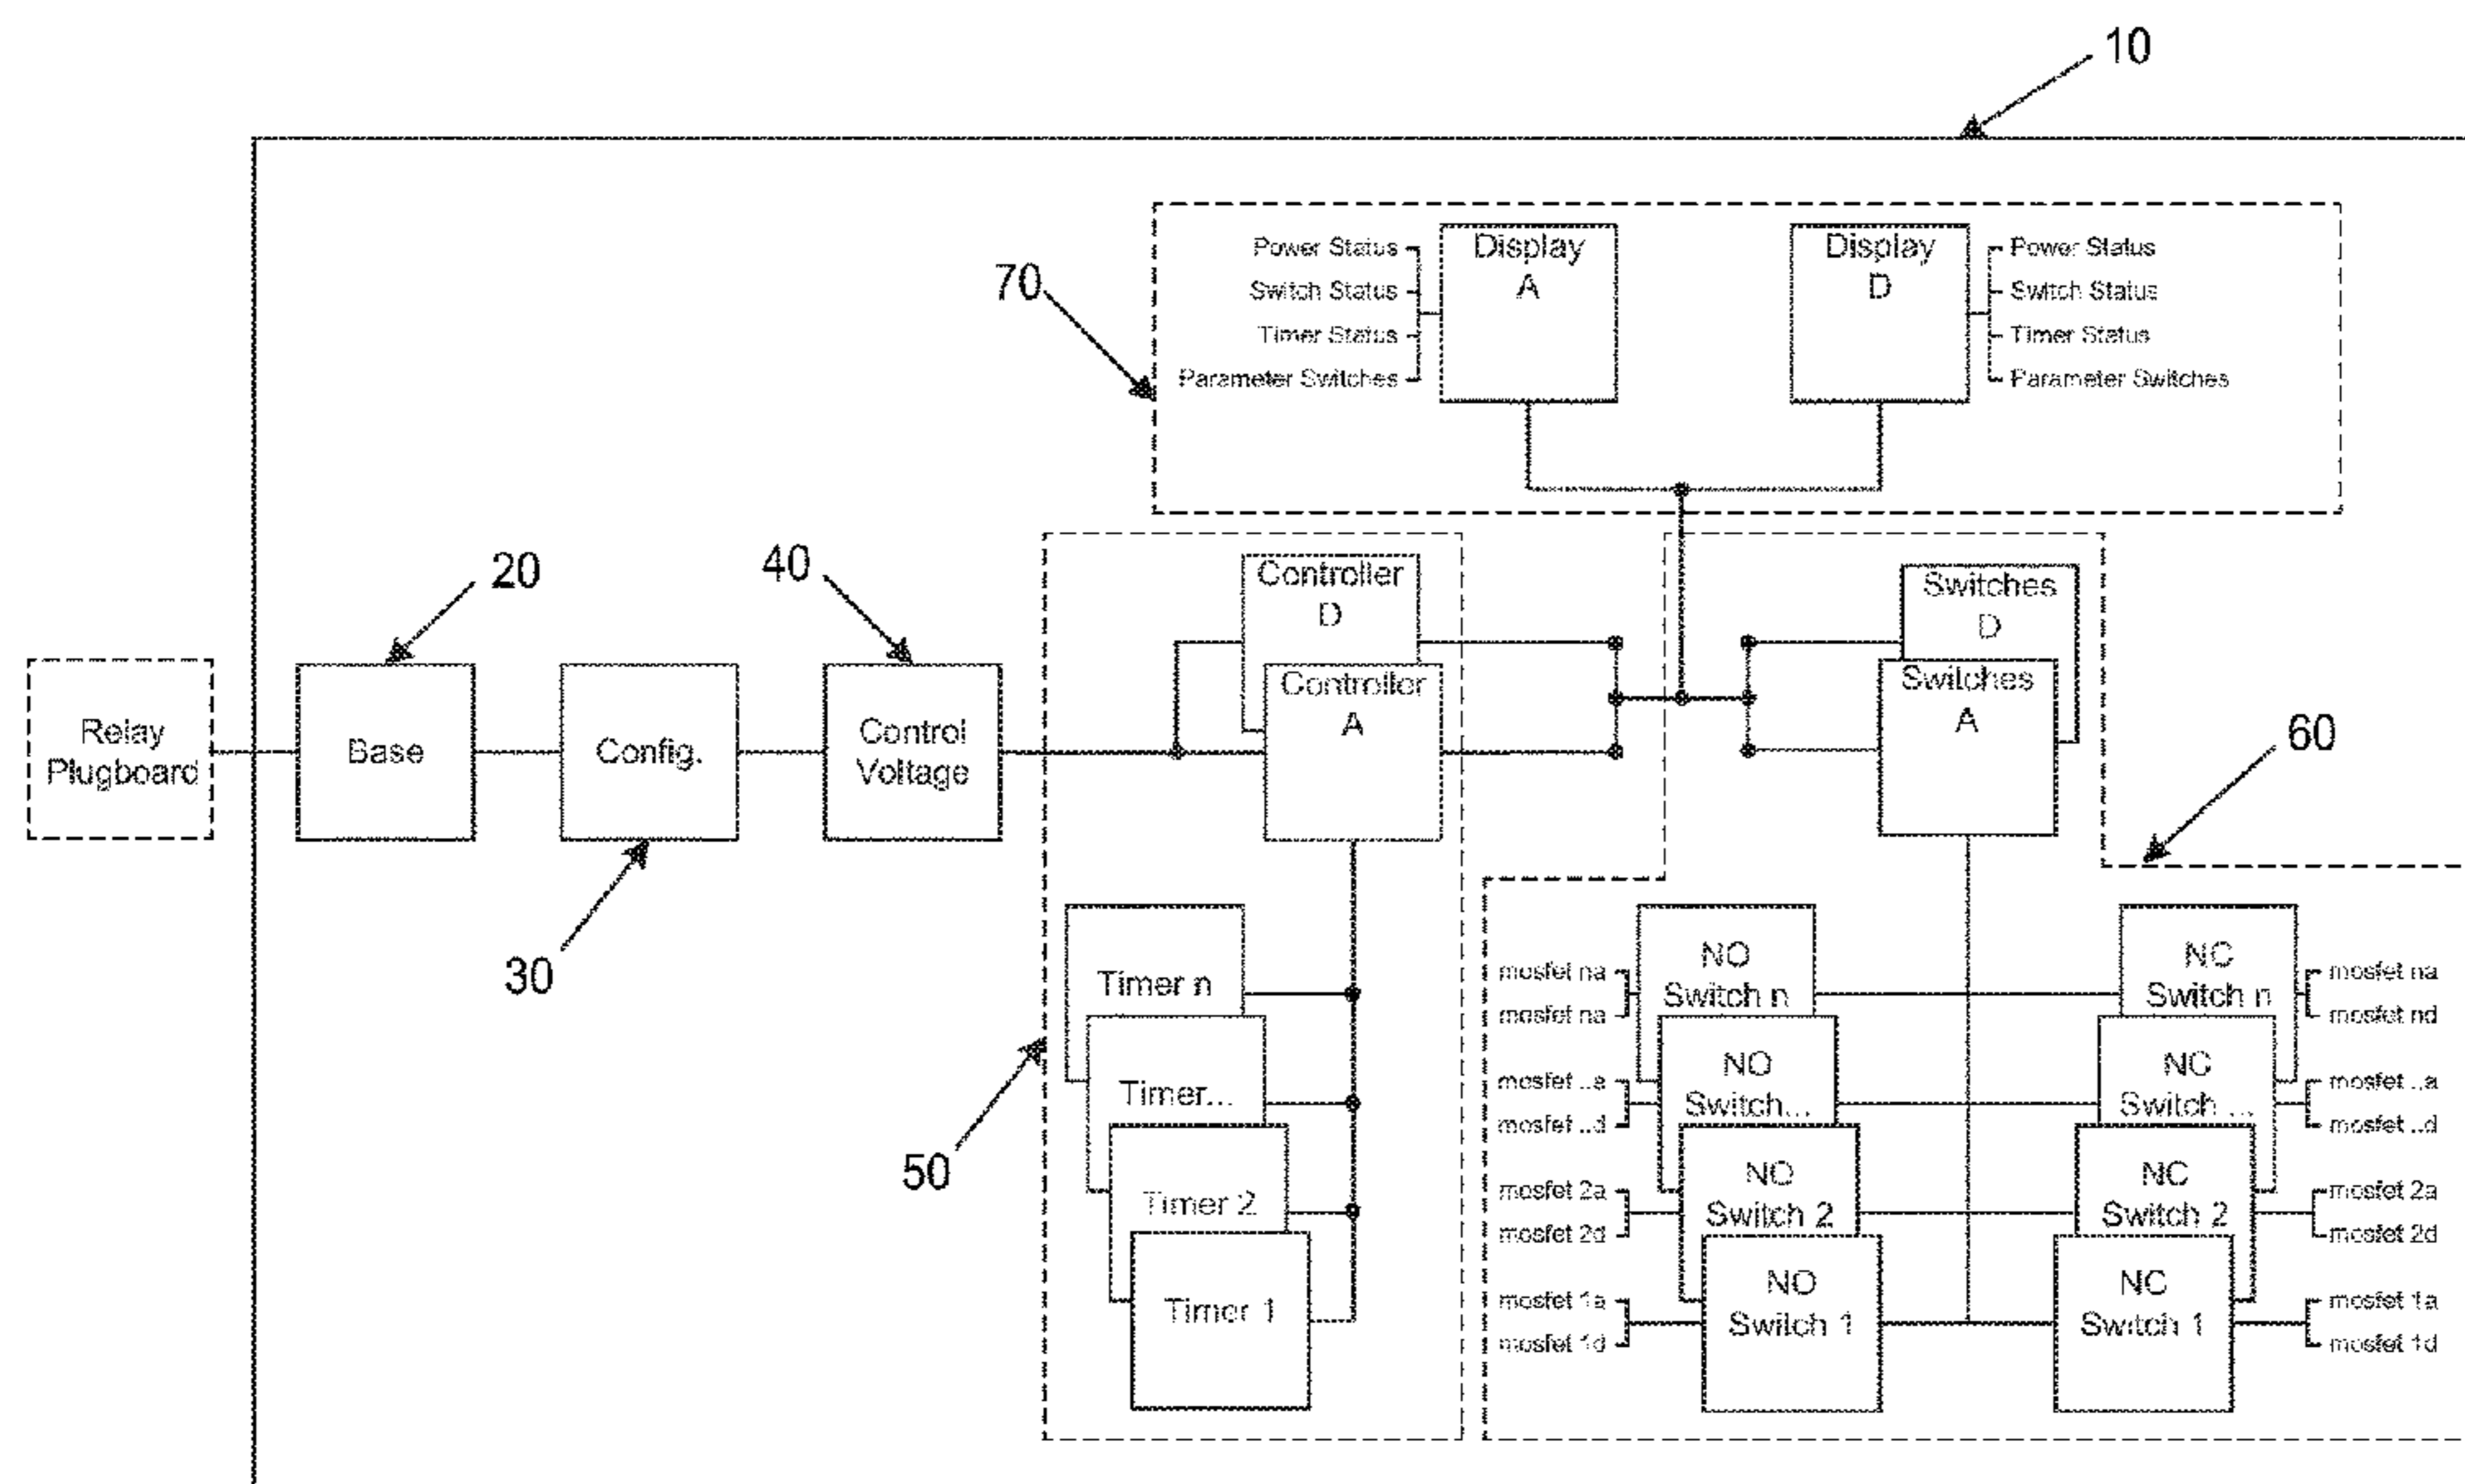 10
70
Power Status
Switch Status
Timer Status
Parameter Switches
Display
A
Display
D
Power Status
Switch Status
Timer Status
Parameter Switches
20
40
Relay
Plugboard
Base
Config.
Control
Voltage
30
Controller
D
Controller
A
Switches
D
Switches
A
60
50
Timer n
Timer...
Timer 2
Timer 1
mosfet na
mosfet na
mosfet ..a
mosfet ..d
mosfet 2a
mosfet 2d
mosfet 1a
mosfet 1d
NO
Switch n
NO
Switch...
NO
Switch 2
NO
Switch 1
NC
Switch n
NC
Switch ...
NC
Switch 2
NC
Switch 1
mosfet na
mosfet nd
mosfet ..a
mosfet ..d
mosfet 2a
mosfet 2d
mosfet 1a
mosfet 1d